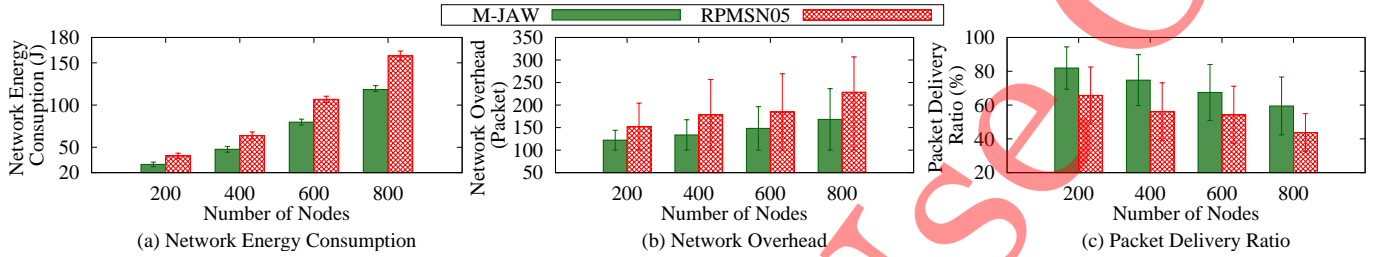 M-JAW RPMSN05
Network Energy
Consuption (J)
180
150
100
50
20
200 400 600 800
Number of Nodes
(a) Network Energy Consumption
Network Overhead
(Packet)
350
300
250
200
150
100
50
200 400 600 800
Number of Nodes
(b) Network Overhead
Packet Delivery
Ratio (%)
100
80
60
40
20
200 400 600 800
Number of Nodes
(c) Packet Delivery Ratio